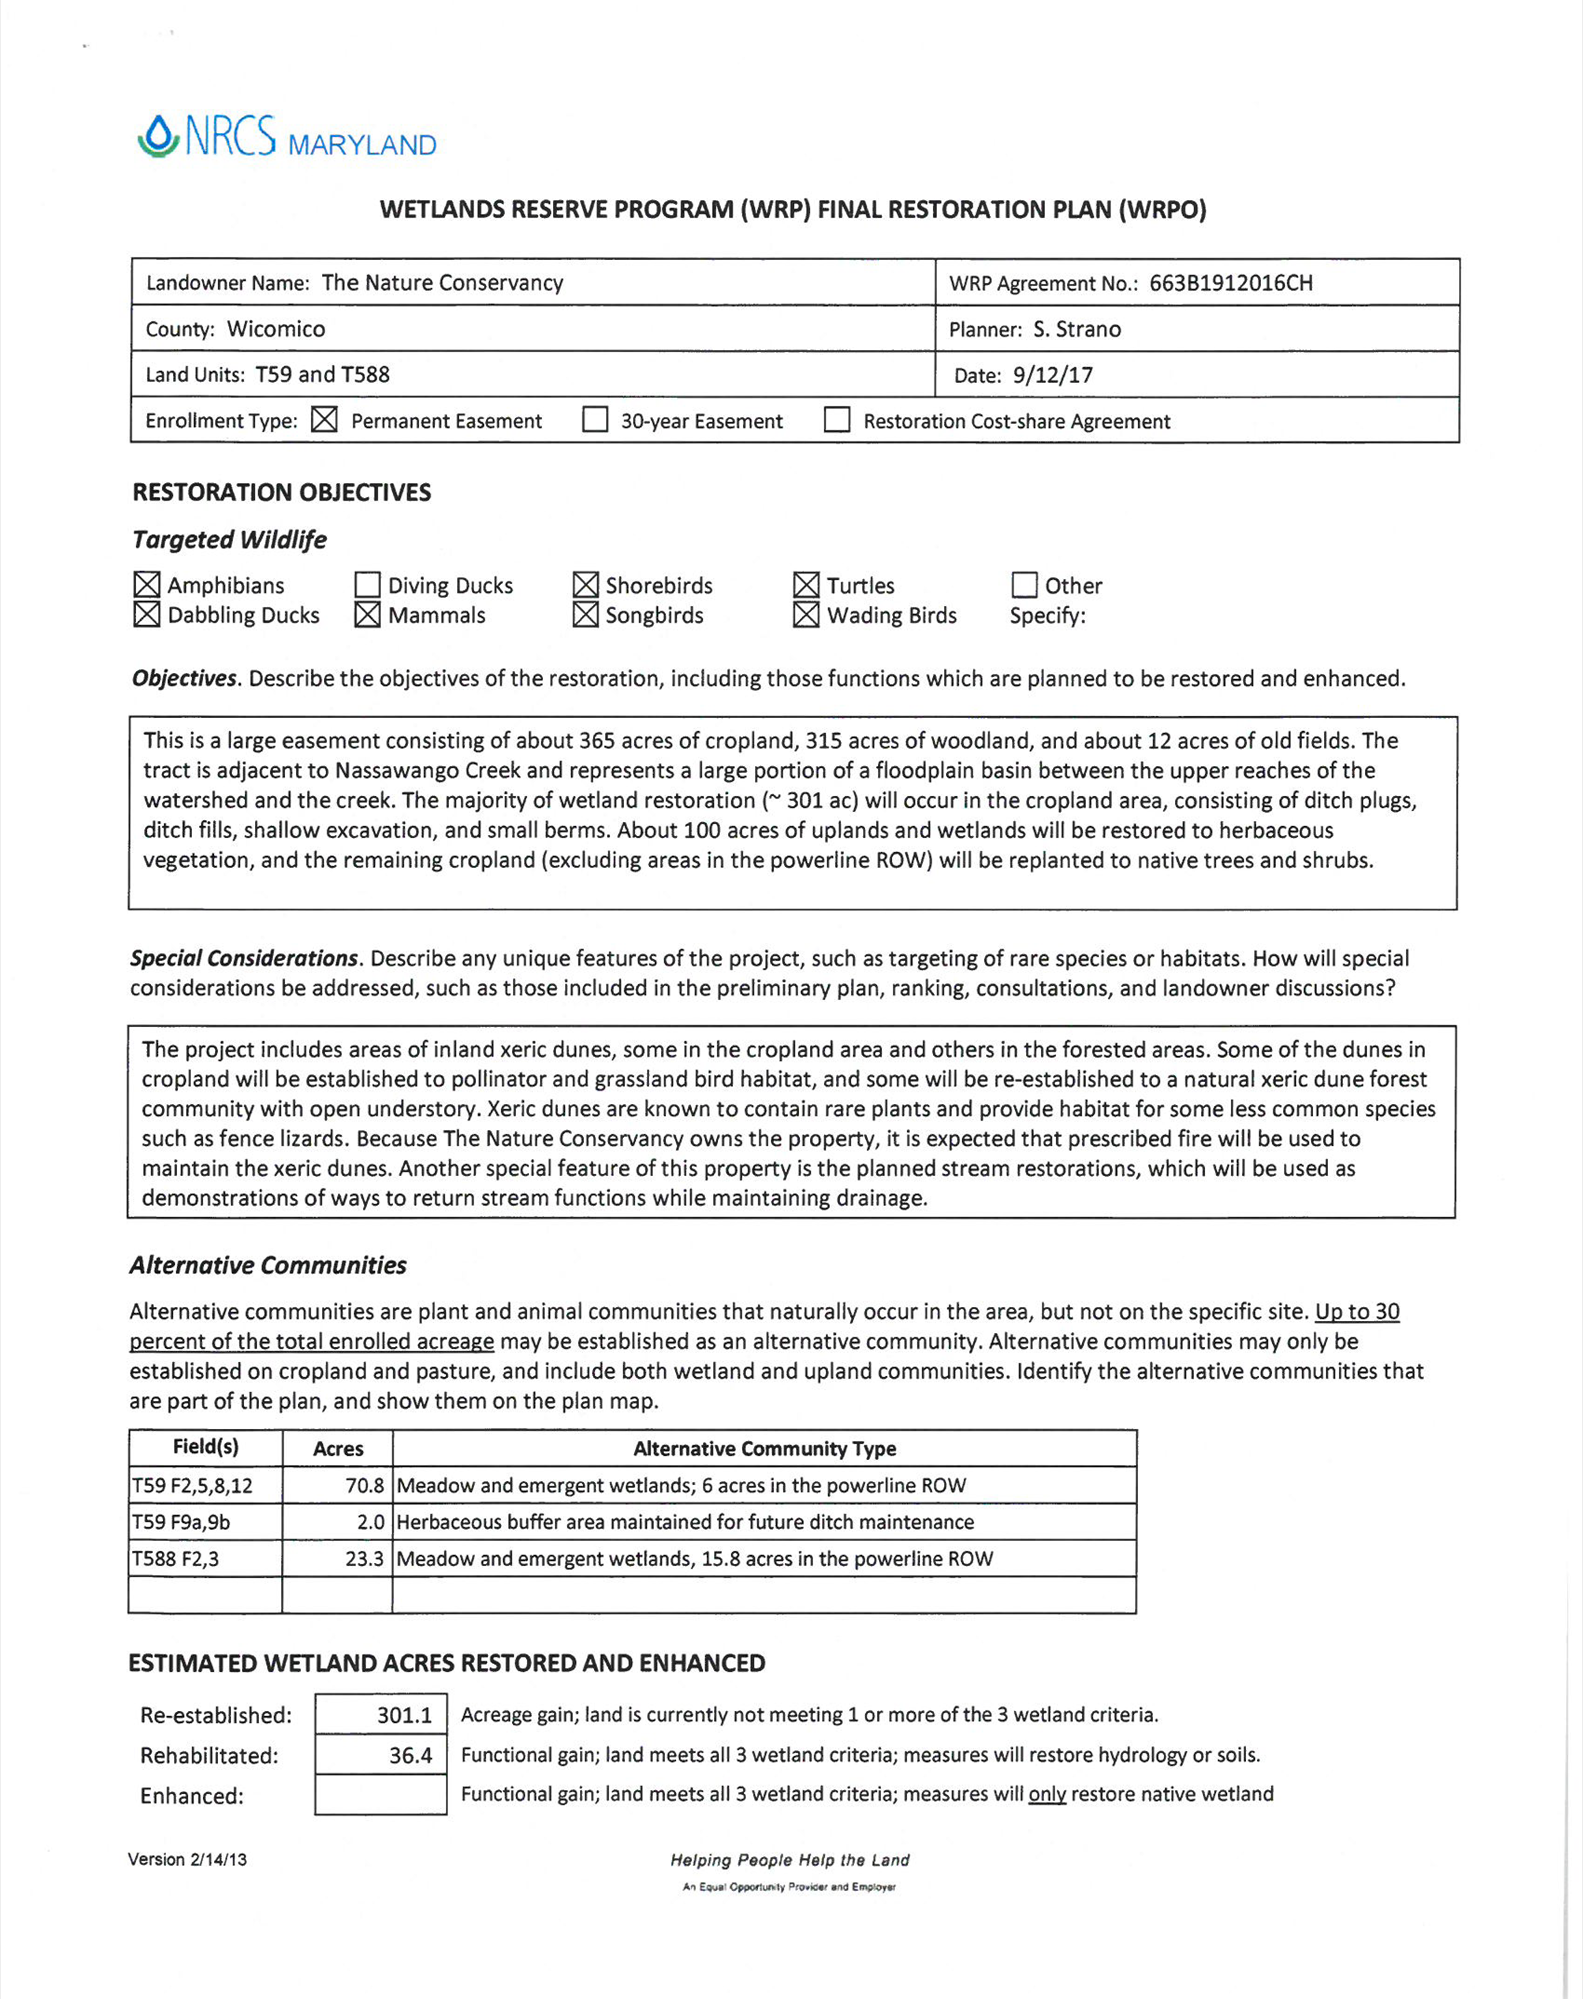 NRCS MARYLAND
WETLANDS RESERVE PROGRAM (WRP) FINAL RESTORATION PLAN (WRPO)
Landowner Name: The Nature Conservancy
WRP Agreement No.: 663B1912016CH
County: Wicomico
Planner: S. Strano
Land Units: T59 and T588
Date: 9/12/17
Enrollment Type: ☒ Permanent Easement ☐ 30-year Easement ☐ Restoration Cost-share Agreement
RESTORATION OBJECTIVES
Targeted Wildlife
☒ Amphibians ☐ Diving Ducks ☒ Shorebirds ☒ Turtles ☐ Other
☒ Dabbling Ducks ☒ Mammals ☒ Songbirds ☒ Wading Birds Specify:
Objectives. Describe the objectives of the restoration, including those functions which are planned to be restored and enhanced.
This is a large easement consisting of about 365 acres of cropland, 315 acres of woodland, and about 12 acres of old fields. The
tract is adjacent to Nassawango Creek and represents a large portion of a floodplain basin between the upper reaches of the
watershed and the creek. The majority of wetland restoration (~ 301 ac) will occur in the cropland area, consisting of ditch plugs,
ditch fills, shallow excavation, and small berms. About 100 acres of uplands and wetlands will be restored to herbaceous
vegetation, and the remaining cropland (excluding areas in the powerline ROW) will be replanted to native trees and shrubs.
Special Considerations. Describe any unique features of the project, such as targeting of rare species or habitats. How will special
considerations be addressed, such as those included in the preliminary plan, ranking, consultations, and landowner discussions?
The project includes areas of inland xeric dunes, some in the cropland area and others in the forested areas. Some of the dunes in
cropland will be established to pollinator and grassland bird habitat, and some will be re-established to a natural xeric dune forest
community with open understory. Xeric dunes are known to contain rare plants and provide habitat for some less common species
such as fence lizards. Because The Nature Conservancy owns the property, it is expected that prescribed fire will be used to
maintain the xeric dunes. Another special feature of this property is the planned stream restorations, which will be used as
demonstrations of ways to return stream functions while maintaining drainage.
Alternative Communities
Alternative communities are plant and animal communities that naturally occur in the area, but not on the specific site. Up to 30
percent of the total enrolled acreage may be established as an alternative community. Alternative communities may only be
established on cropland and pasture, and include both wetland and upland communities. Identify the alternative communities that
are part of the plan, and show them on the plan map.
Field(s) Acres Alternative Community Type
T59 F2,5,8,12 70.8 Meadow and emergent wetlands; 6 acres in the powerline ROW
T59 F9a,9b 2.0 Herbaceous buffer area maintained for future ditch maintenance
T588 F2,3 23.3 Meadow and emergent wetlands, 15.8 acres in the powerline ROW
ESTIMATED WETLAND ACRES RESTORED AND ENHANCED
Re-established: 301.1 Acreage gain; land is currently not meeting 1 or more of the 3 wetland criteria.
Rehabilitated: 36.4 Functional gain; land meets all 3 wetland criteria; measures will restore hydrology or soils.
Enhanced: Functional gain; land meets all 3 wetland criteria; measures will only restore native wetland
Version 2/14/13
Helping People Help the Land
An Equal Opportunity Provider and Employer